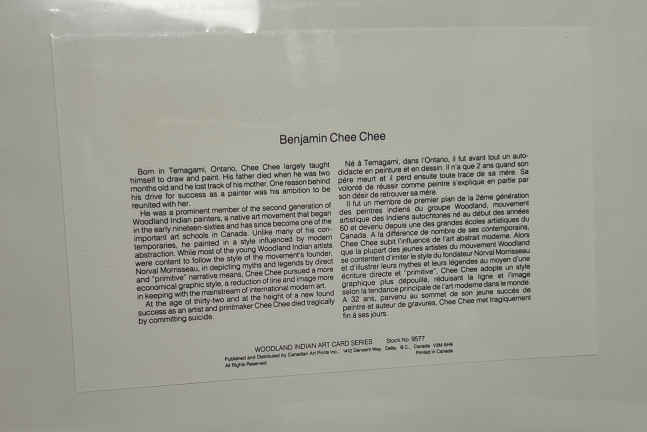 Benjamin Chee Chee
Born in Temagami, Ontario, Chee Chee largely taught
himself to draw and paint. His father died when he was two
months old and he lost track of his mother. One reason behind
his drive for success as a painter was his ambition to be
reunited with her.
He was a prominent member of the second generation of
Woodland Indian painters, a native art movement that began
in the early nineteen-sixties and has since become one of the
important art schools in Canada. Unlike many of his con-
temporaries, he painted in a style influenced by modern
abstraction. While most of the young Woodland Indian artists
were content to follow the style of the movement's founder,
Norval Morrisseau, in depicting myths and legends by direct
and "primitive" narrative means, Chee Chee pursued a more
economical graphic style, a reduction of line and image more
in keeping with the mainstream of international modern art.
At the age of thirty-two and at the height of a new found
success as an artist and printmaker Chee Chee died tragically
by committing suicide.
Né à Temagami, dans l'Ontario, il fut avant tout un auto-
didacte en peinture et en dessin. Il n'a que 2 ans quand son
père meurt et il perd ensuite toute trace de sa mère. Sa
volonté de réussir comme peintre s'explique en partie par
son désir de retrouver sa mère.
Il fut un membre de premier plan de la 2ème génération
des peintres indiens du groupe Woodland, mouvement
artistique des Indiens autochtones né au début des années
60 et devenu depuis une des grandes écoles artistiques du
Canada. A la différence de nombre de ses contemporains,
Chee Chee subit l'influence de l'art abstrait moderne. Alors
que la plupart des jeunes artistes du mouvement Woodland
se contentent d'imiter le style du fondateur Norval Morrisseau
et d'illustrer leurs mythes et leurs légendes au moyen d'une
écriture directe et "primitive", Chee Chee adopte un style
graphique plus dépouillé, réduisant la ligne et l'image
selon la tendance principale de l'art moderne dans le monde.
A 32 ans, parvenu au sommet de son jeune succès de
peintre et auteur de gravures, Chee Chee met tragiquement
fin à ses jours.
WOODLAND INDIAN ART CARD SERIES Stock No. 9577
Published and Distributed by Canadian Art Prints Inc., 1410 Derwent Way, Delta, B.C., Canada V3M 6H9
All Rights Reserved Printed in Canada